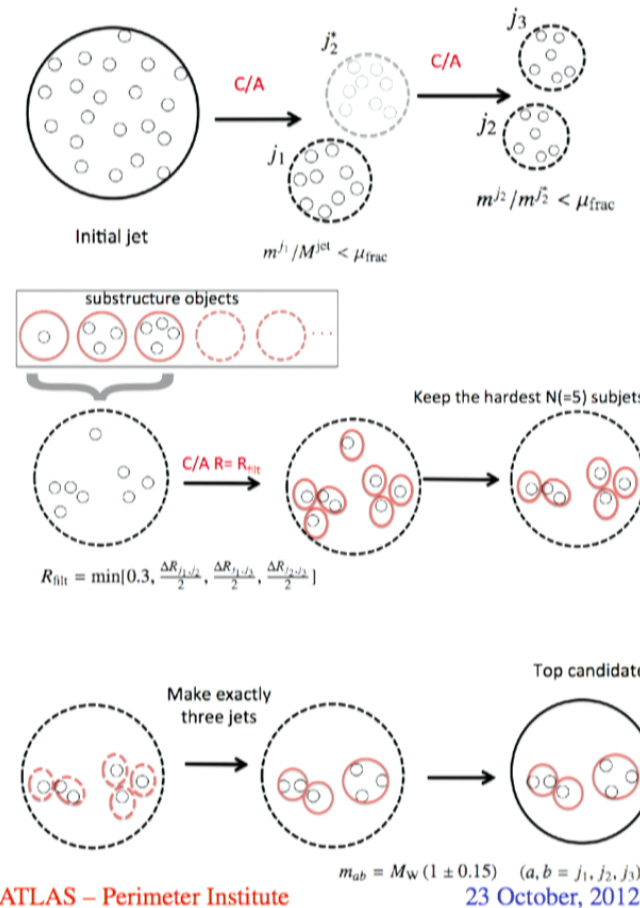 j3
j2*
C/A
C/A
j2
j1
m^j2/m^j2* < μfrac
Initial jet
m^j1/M^jet < μfrac
substructure objects
...
Keep the hardest N(=5) subjets
C/A R= Rfilt
Rfilt = min[0.3, ΔRj1,j2/2, ΔRj1,j3/2, ΔRj2,j3/2]
Top candidate
Make exactly
three jets
mab = MW (1 ± 0.15) (a, b = j1, j2, j3)
ATLAS – Perimeter Institute
23 October, 2012